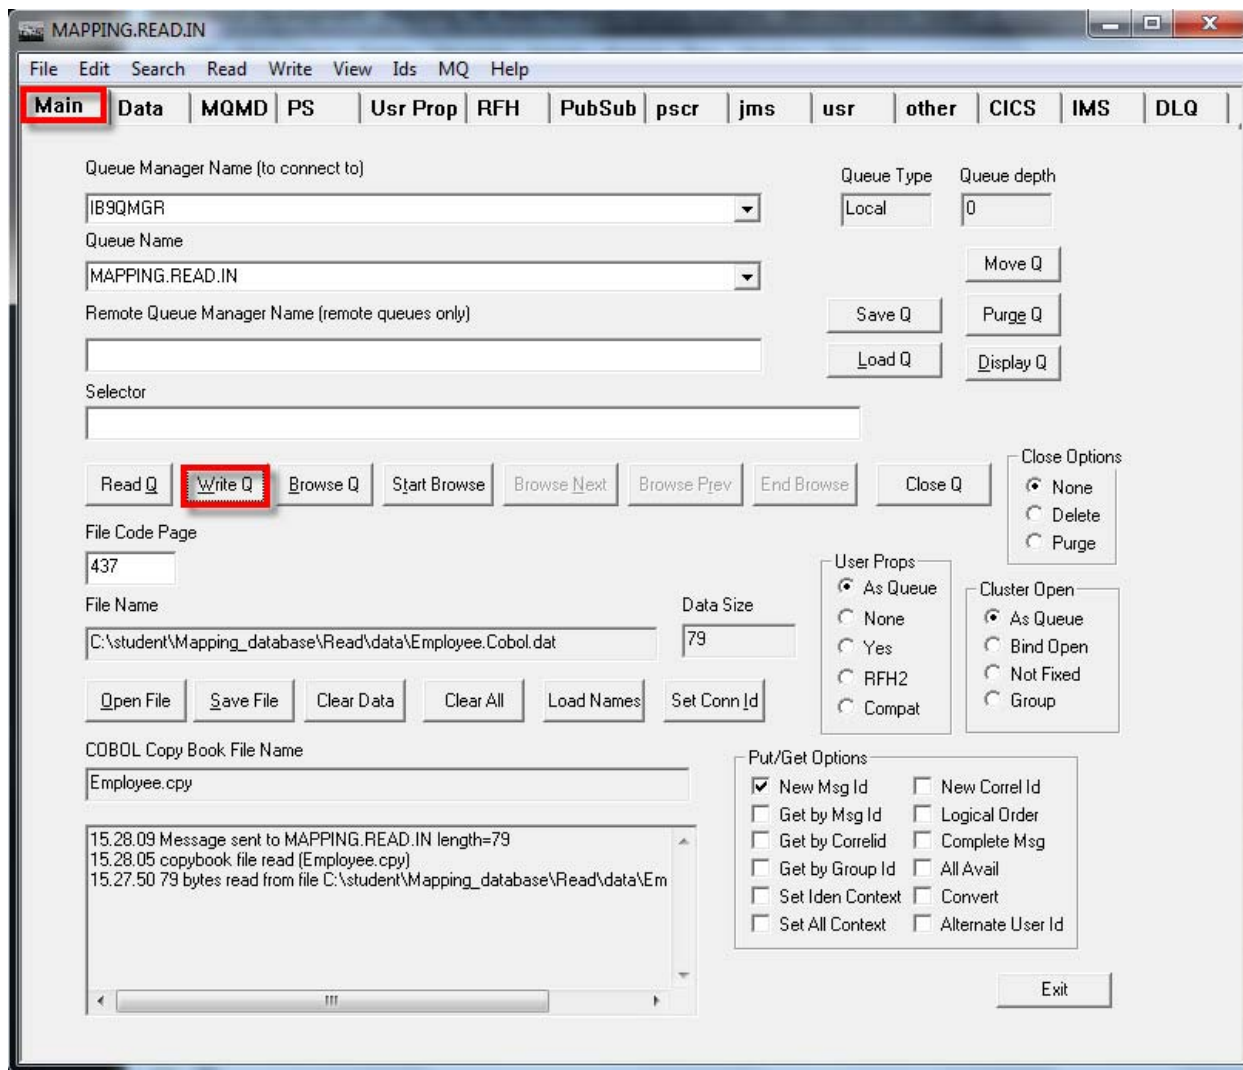 MAPPING.READ.IN
File Edit Search Read Write View Ids MQ Help
Main Data MQMD PS Usr Prop RFH PubSub pscr jms usr other CICS IMS DLQ
Queue Manager Name (to connect to)
Queue Type Queue depth
IB9QMGR
Local 0
Queue Name
MAPPING.READ.IN
Move Q
Remote Queue Manager Name (remote queues only)
Save Q Purge Q
Load Q Display Q
Selector
Close Options
Read Q Write Q Browse Q Start Browse Browse Next Browse Prev End Browse Close Q
None
Delete
Purge
File Code Page
437
User Props
As Queue
None
Yes
RFH2
Compat
Cluster Open
As Queue
Bind Open
Not Fixed
Group
File Name
Data Size
C:\student\Mapping_database\Read\data\Employee.Cobol.dat
79
Open File Save File Clear Data Clear All Load Names Set Conn Id
COBOL Copy Book File Name
Employee.cpy
Put/Get Options
New Msg Id New Correl Id
Get by Msg Id Logical Order
Get by Correlid Complete Msg
Get by Group Id All Avail
Set Iden Context Convert
Set All Context Alternate User Id
15.28.09 Message sent to MAPPING.READ.IN length=79
15.28.05 copybook file read (Employee.cpy)
15.27.50 79 bytes read from file C:\student\Mapping_database\Read\data\Em
Exit